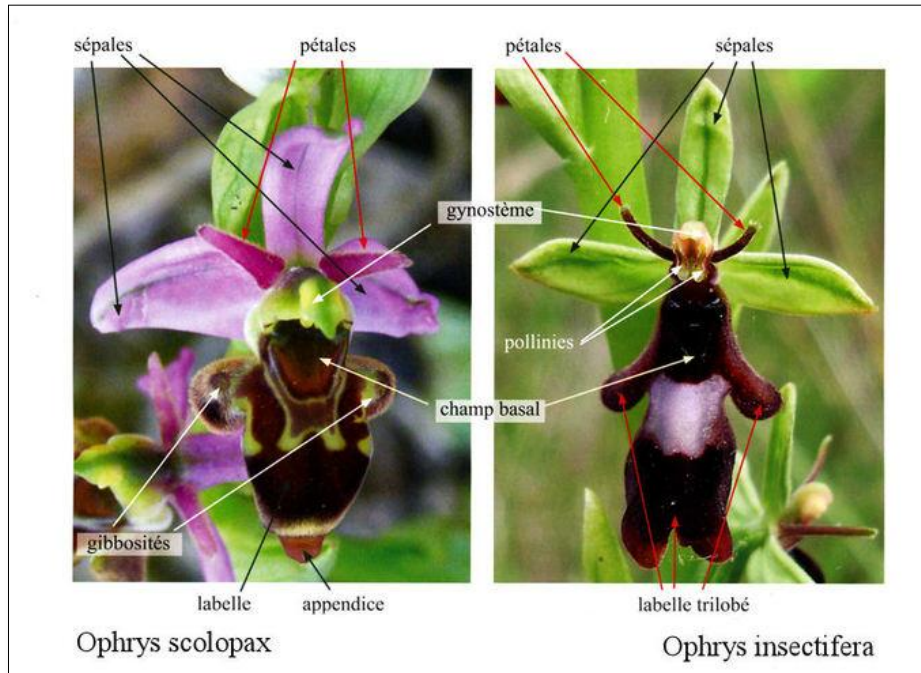 sépales
pétales
pétales
sépales
gynostème
pollinies
champ basal
gibbosités
labelle
appendice
labelle trilobé
Ophrys scolopax
Ophrys insectifera